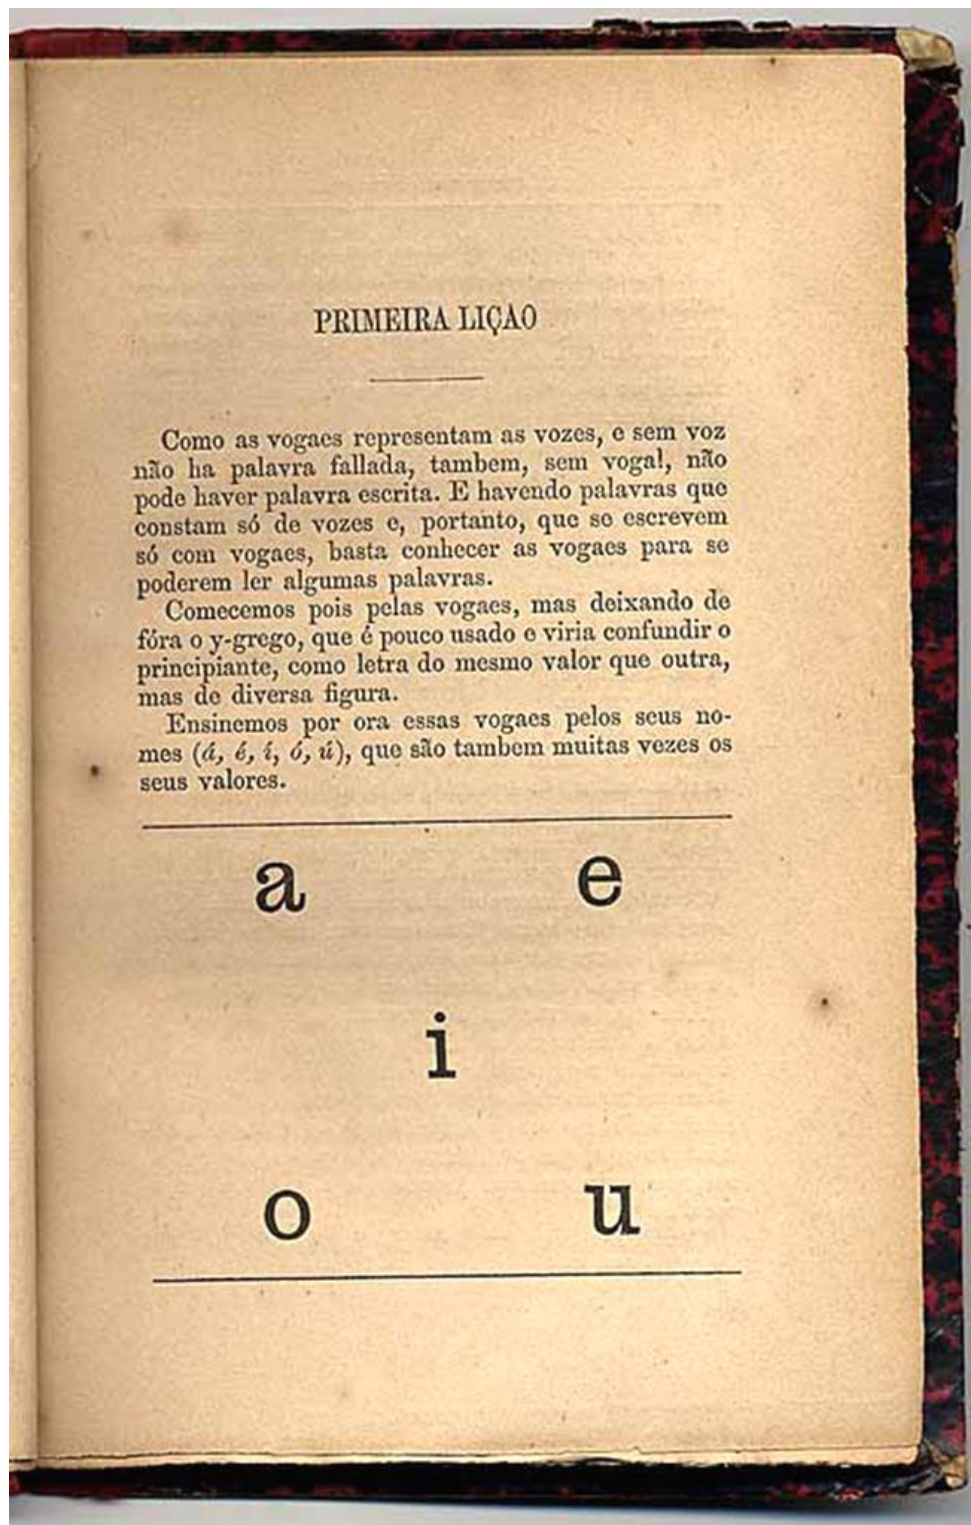 PRIMEIRA LIÇAO
Como as vogaes representam as vozes, e sem voz
não ha palavra fallada, tambem, sem vogal, não
pode haver palavra escrita. E havendo palavras que
constam só de vozes e, portanto, que se escrevem
só com vogaes, basta conhecer as vogaes para se
poderem ler algumas palavras.
Comecemos pois pelas vogaes, mas deixando de
fóra o y-grego, que é pouco usado e viria confundir o
principiante, como letra do mesmo valor que outra,
mas de diversa figura.
Ensinemos por ora essas vogaes pelos seus no-
mes (á, é, í, ó, ú), que são tambem muitas vezes os
seus valores.
a e
i
o u